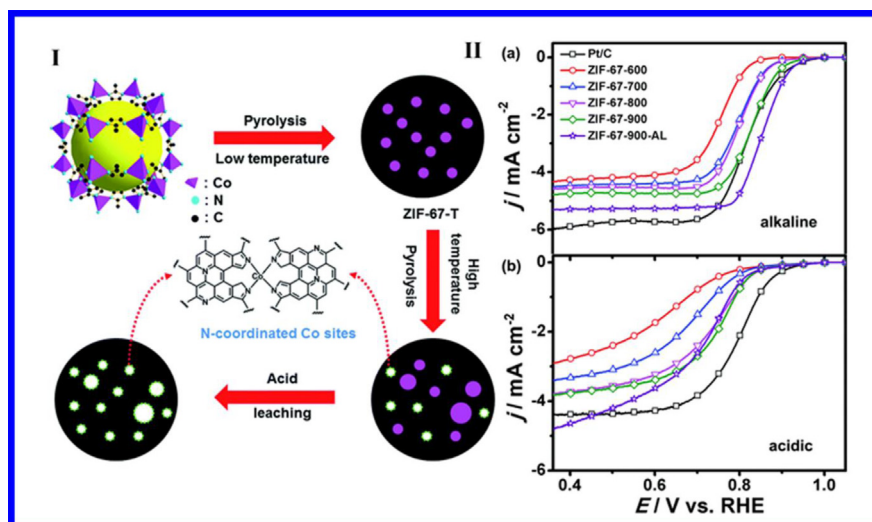 I
: Co
: N
: C
Pyrolysis
Low temperature
ZIF-67-T
High temperature
Pyrolysis
Co
N-coordinated Co sites
Acid
leaching
II
(a)
j / mA cm⁻²
0
-2
-4
-6
Pt/C
ZIF-67-600
ZIF-67-700
ZIF-67-800
ZIF-67-900
ZIF-67-900-AL
alkaline
(b)
j / mA cm⁻²
0
-2
-4
-6
acidic
0.4 0.6 0.8 1.0
E / V vs. RHE